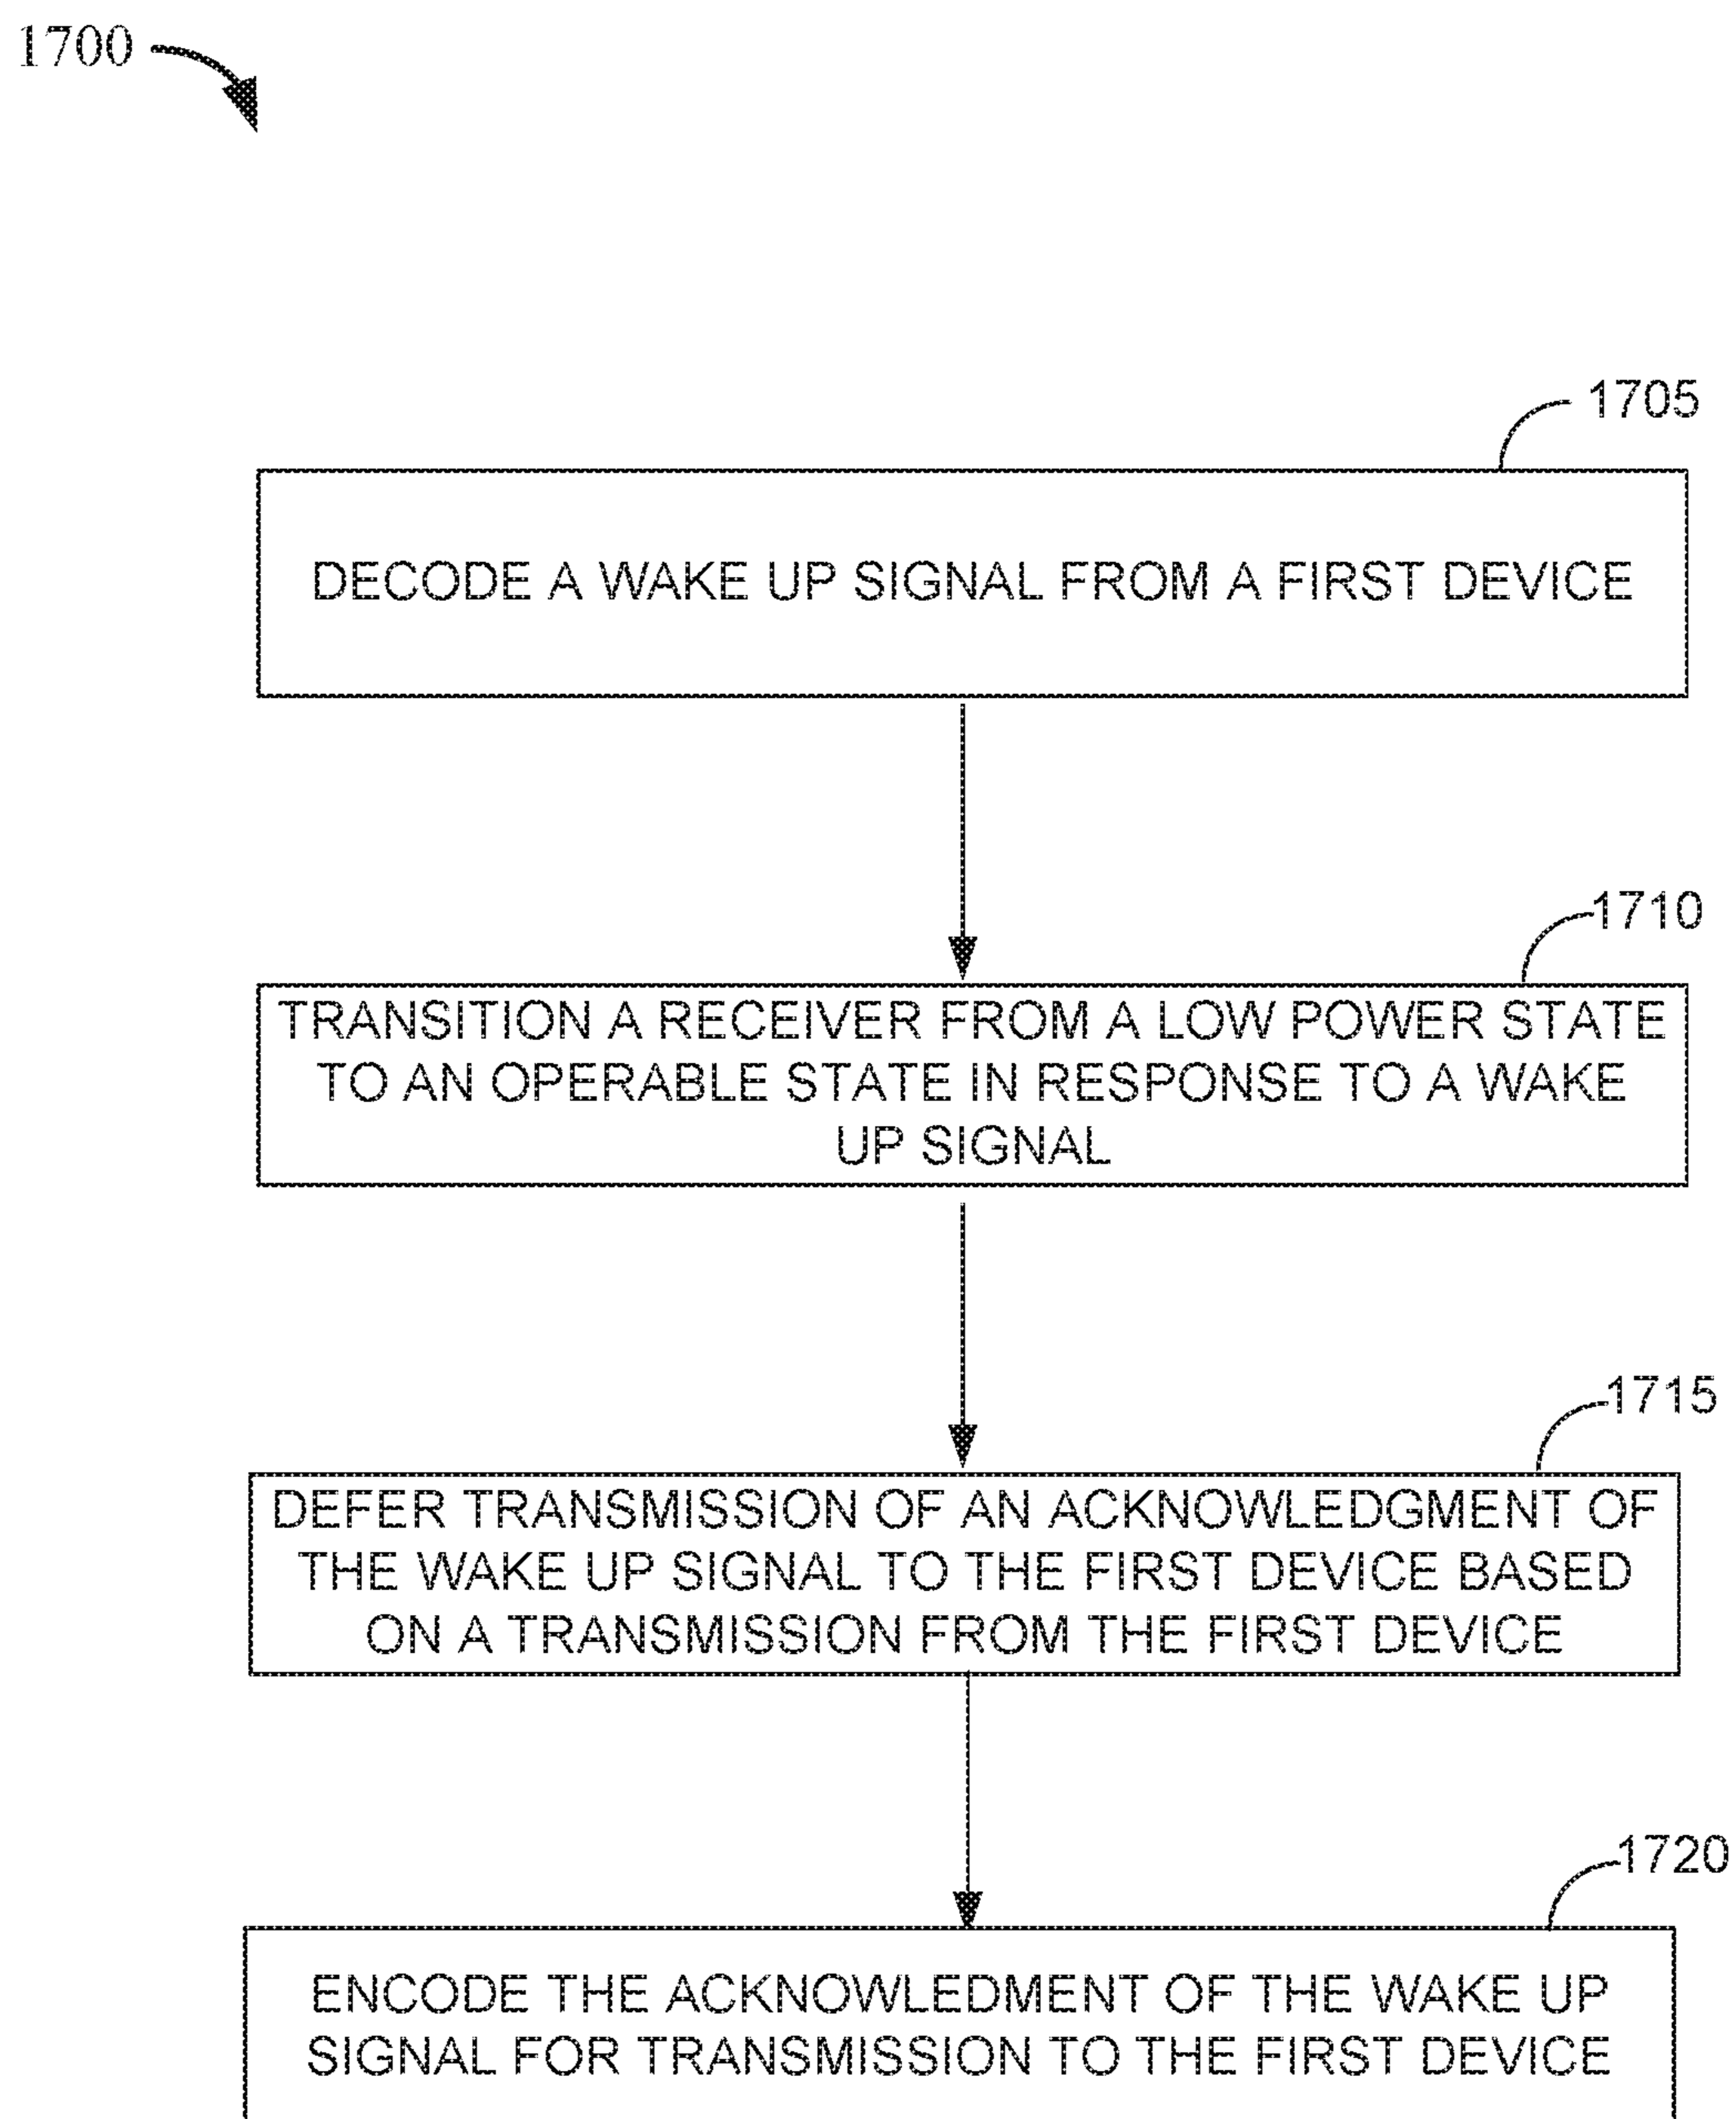 1700
1705
DECODE A WAKE UP SIGNAL FROM A FIRST DEVICE
1710
TRANSITION A RECEIVER FROM A LOW POWER STATE
TO AN OPERABLE STATE IN RESPONSE TO A WAKE
UP SIGNAL
1715
DEFER TRANSMISSION OF AN ACKNOWLEDGMENT OF
THE WAKE UP SIGNAL TO THE FIRST DEVICE BASED
ON A TRANSMISSION FROM THE FIRST DEVICE
1720
ENCODE THE ACKNOWLEDMENT OF THE WAKE UP
SIGNAL FOR TRANSMISSION TO THE FIRST DEVICE